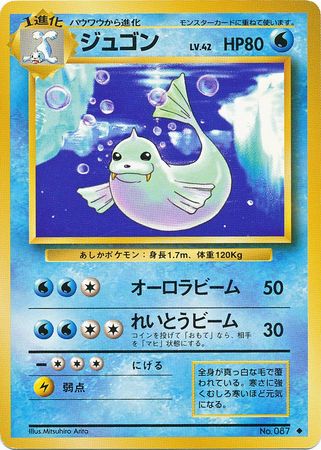 1進化 パウワウから進化 モンスターカードに重ねて使います。
ジュゴン LV.42 HP80
あしかポケモン：身長1.7m、体重120Kg
オーロラビーム 50
れいとうビーム 30
コインを投げて「おもて」なら、相手
を「マヒ」状態にする。
にげる
弱点
全身が真っ白な毛で覆
われている。寒さに強
くむしろ寒いほど元気
になる。
Illus.Mitsuhiro Arita No.087